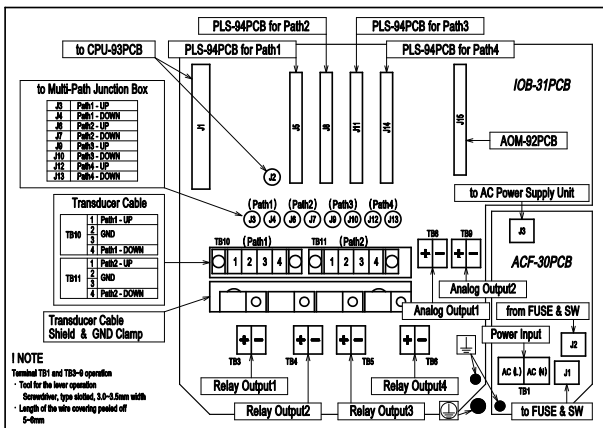 PLS-94PCB for Path2
PLS-94PCB for Path3
to CPU-93PCB
PLS-94PCB for Path1
PLS-94PCB for Path4
IOB-31PCB
to Multi-Path Junction Box
J3 Path1 - UP
J4 Path1 - DOWN
J6 Path2 - UP
J7 Path2 - DOWN
J9 Path3 - UP
J10 Path3 - DOWN
J12 Path4 - UP
J13 Path4 - DOWN
J1
J5
J8
J11
J14
J15
AOM-92PCB
J2
to AC Power Supply Unit
(Path1) (Path2) (Path3) (Path4)
J3 J4 J6 J7 J9 J10 J12 J13
J3
Transducer Cable
TB10
1 Path1 - UP
2 GND
3
4 Path1 - DOWN
TB11
1 Path2 - UP
2 GND
3
4 Path2 - DOWN
TB10 (Path1) TB11 (Path2)
1 2 3 4
1 2 3 4
TB8 TB9
+ - + -
ACF-30PCB
Analog Output2
Analog Output1
from FUSE & SW
Transducer Cable
Shield & GND Clamp
Power Input
J2
+ - + - + - + -
TB3 TB4 TB5 TB6
AC (L) AC (N)
TB1
J1
Relay Output1
Relay Output4
Relay Output2
Relay Output3
to FUSE & SW
! NOTE
Terminal TB1 and TB3-9 operation
· Tool for the lever operation
Screwdriver, type slotted, 3.0~3.5mm width
· Length of the wire covering peeled off
5-6mm